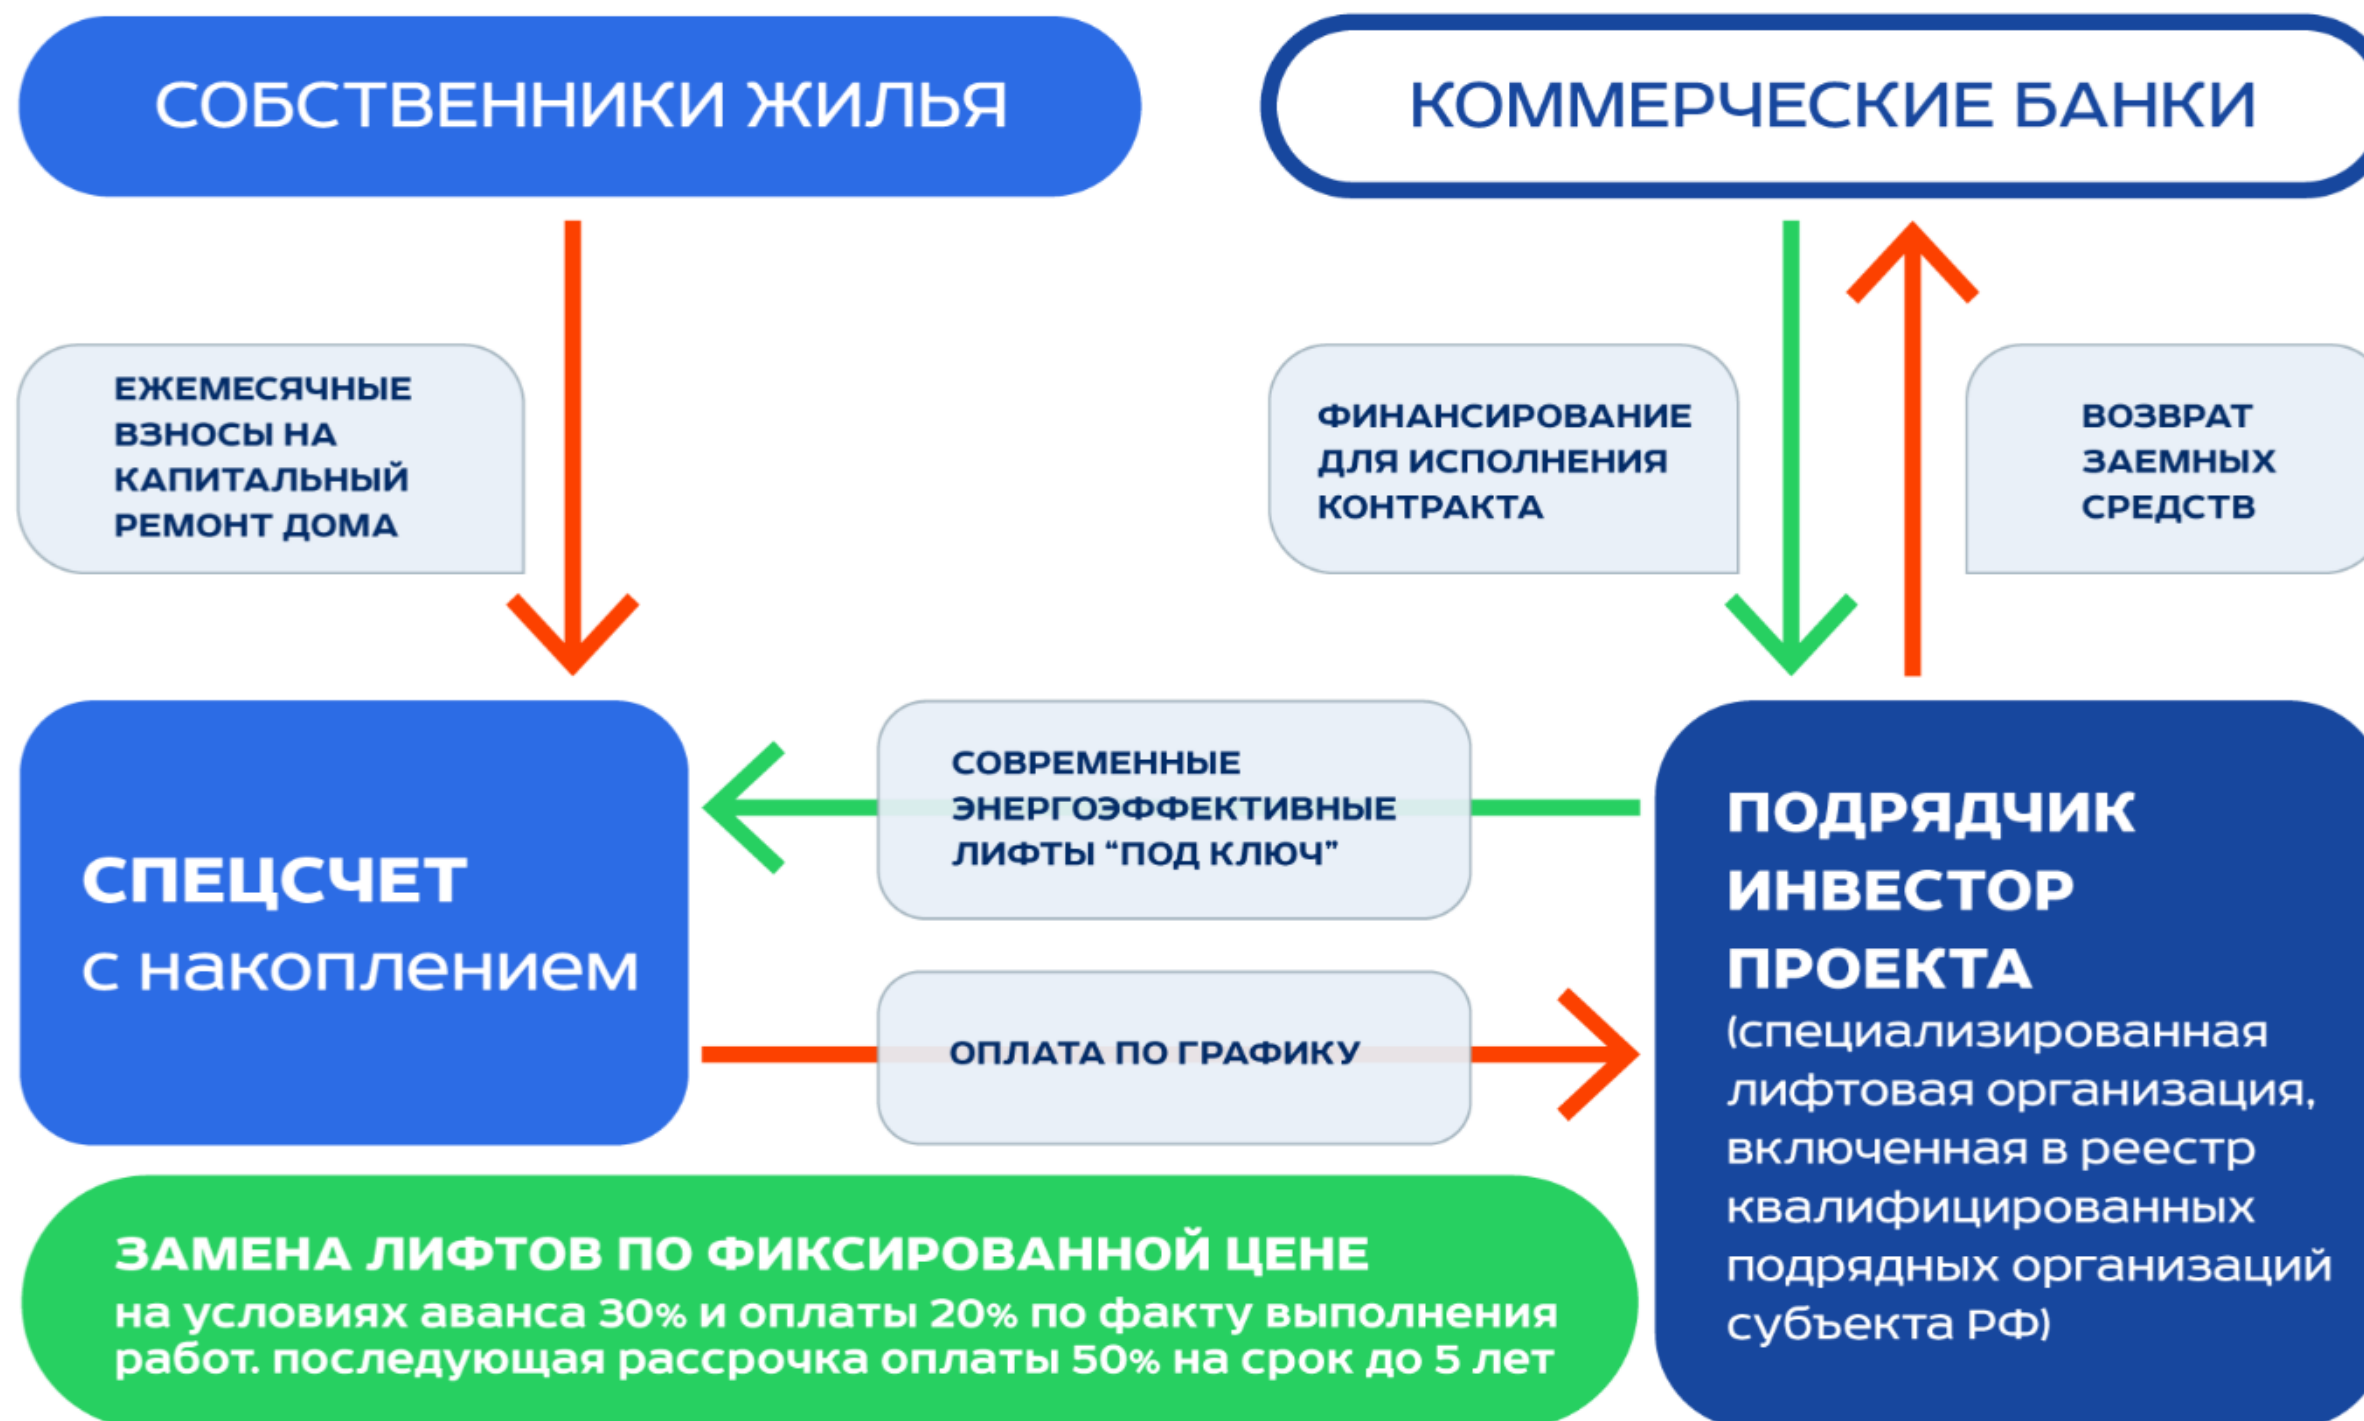 СОБСТВЕННИКИ ЖИЛЬЯ
КОММЕРЧЕСКИЕ БАНКИ
ЕЖЕМЕСЯЧНЫЕ
ВЗНОСЫ НА
КАПИТАЛЬНЫЙ
РЕМОНТ ДОМА
ФИНАНСИРОВАНИЕ
ДЛЯ ИСПОЛНЕНИЯ
КОНТРАКТА
ВОЗВРАТ
ЗАЕМНЫХ
СРЕДСТВ
СПЕЦСЧЕТ
с накоплением
СОВРЕМЕННЫЕ
ЭНЕРГОЭФФЕКТИВНЫЕ
ЛИФТЫ “ПОД КЛЮЧ”
ОПЛАТА ПО ГРАФИКУ
ПОДРЯДЧИК
ИНВЕСТОР
ПРОЕКТА
(специализированная
лифтовая организация,
включенная в реестр
квалифицированных
подрядных организаций
субъекта РФ)
ЗАМЕНА ЛИФТОВ ПО ФИКСИРОВАННОЙ ЦЕНЕ
на условиях аванса 30% и оплаты 20% по факту выполнения
работ. последующая рассрочка оплаты 50% на срок до 5 лет